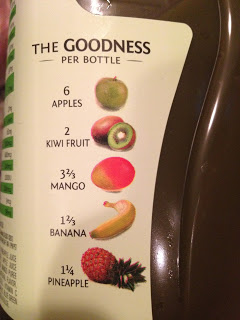 THE GOODNESS
PER BOTTLE
6
APPLES
2
KIWI FRUIT
3⅔
MANGO
1⅔
BANANA
1¼
PINEAPPLE